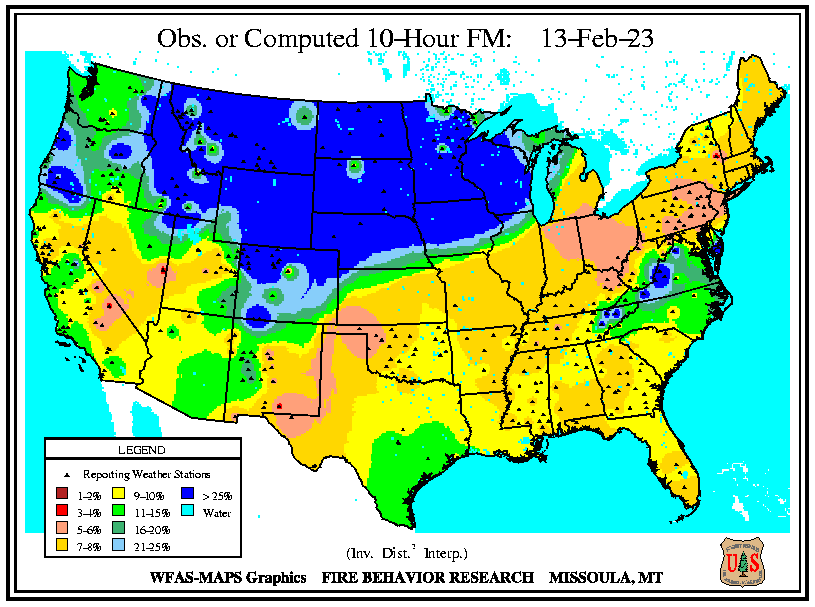 Obs. or Computed 10-Hour FM: 13-Feb-23
LEGEND
Reporting Weather Stations
1-2% 9-10% > 25%
3-4% 11-15% Water
5-6% 16-20%
7-8% 21-25%
(Inv. Dist.² Interp.)
WFAS-MAPS Graphics FIRE BEHAVIOR RESEARCH MISSOULA, MT
U S